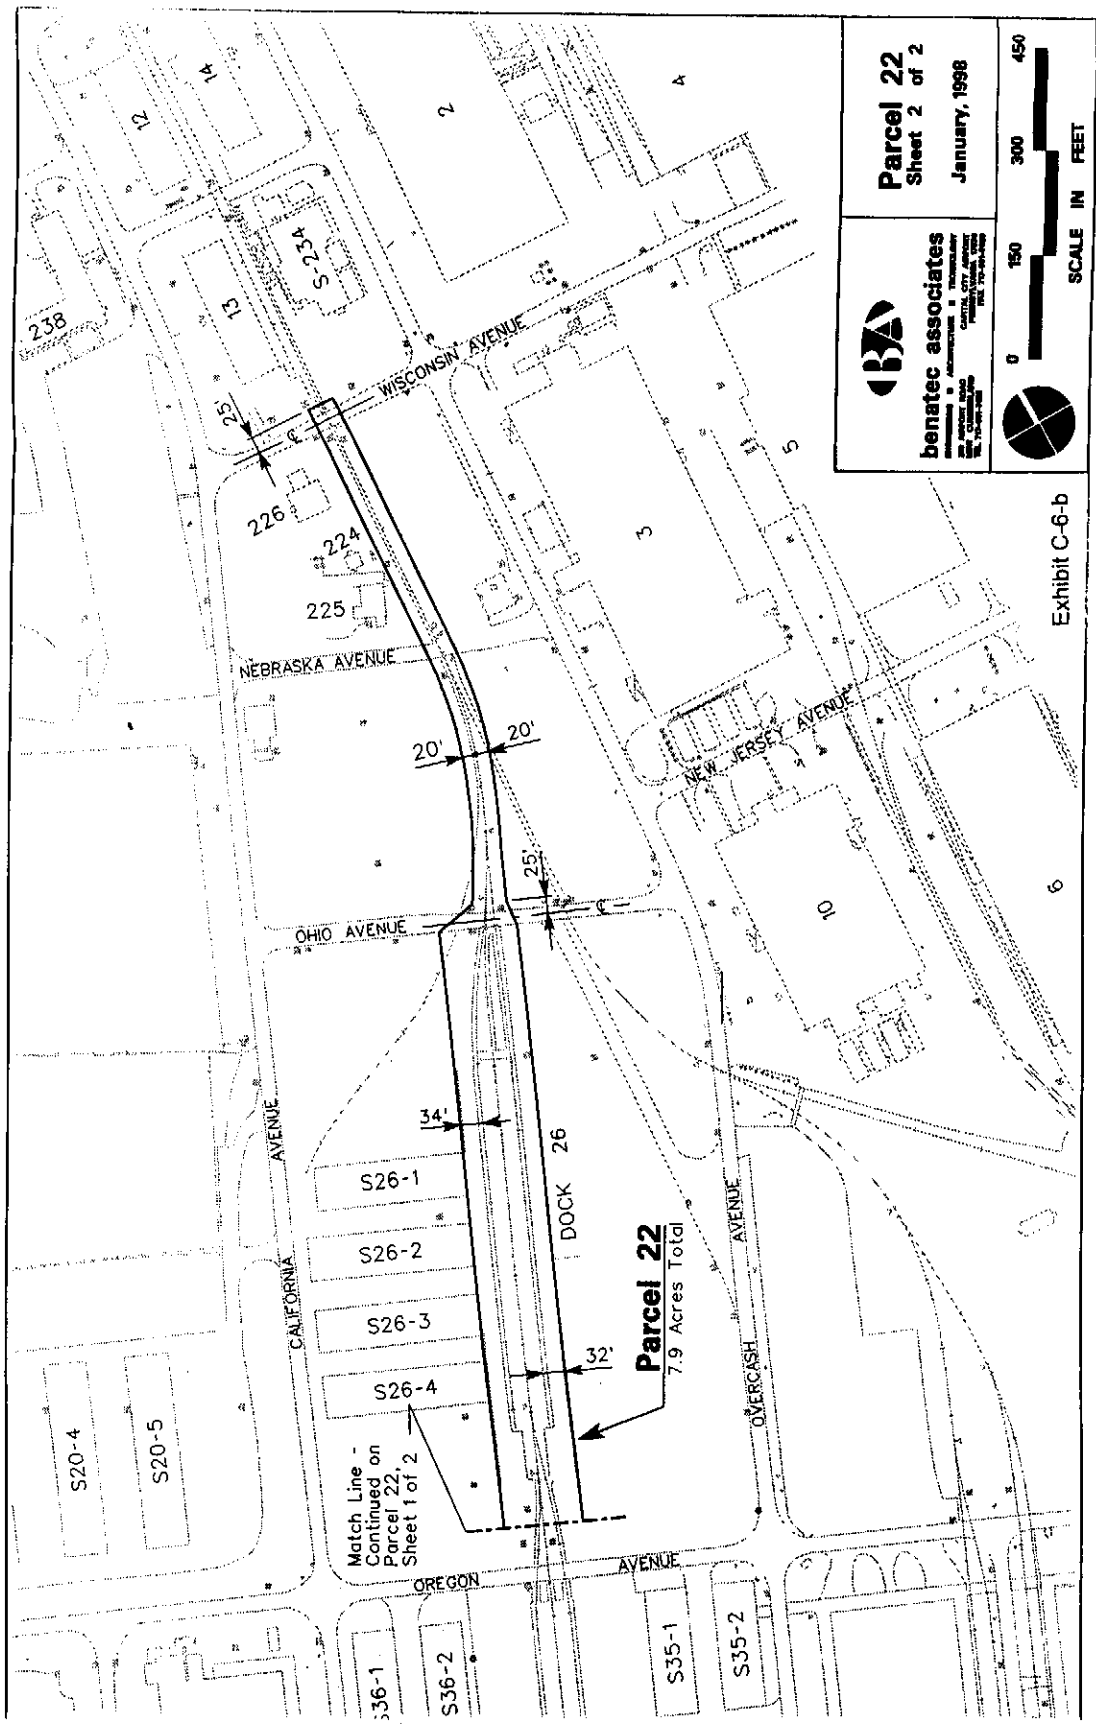 238
12
14
13
S-234
2
4
25'
℄
WISCONSIN AVENUE
226
224
225
NEBRASKA AVENUE
3
5
20'
20'
NEW JERSEY AVENUE
25'
℄
OHIO AVENUE
10
6
34'
CALIFORNIA AVENUE
S26-1
S26-2
S26-3
S26-4
DOCK 26
Parcel 22
7.9 Acres Total
32'
OVERCASH AVENUE
S20-4
S20-5
Match Line -
Continued on
Parcel 22,
Sheet 1 of 2
OREGON AVENUE
S36-1
S36-2
S35-1
S35-2
BA
benatec associates
ENGINEERING ARCHITECTURE TECHNOLOGY
Parcel 22
Sheet 2 of 2
January, 1998
0 150 300 450
SCALE IN FEET
Exhibit C-6-b